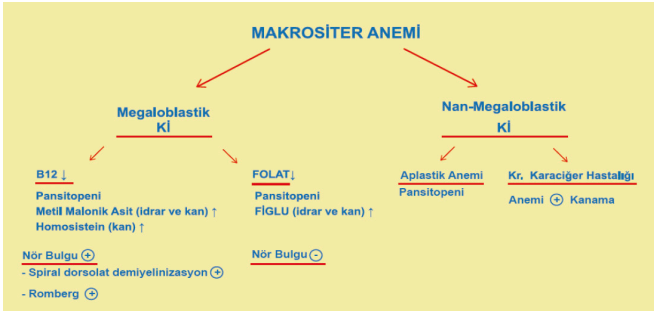 MAKROSİTER ANEMİ
Megaloblastik
Kİ
Nan-Megaloblastik
Kİ
B12 ↓
Pansitopeni
Metil Malonik Asit (idrar ve kan) ↑
Homosistein (kan) ↑
Nör Bulgu ⊕
- Spiral dorsolat demiyelinizasyon ⊕
- Romberg ⊕
FOLAT↓
Pansitopeni
FİGLU (idrar ve kan) ↑
Nör Bulgu ⊖
Aplastik Anemi
Pansitopeni
Kr, Karaciğer Hastalığı
Anemi ⊕ Kanama